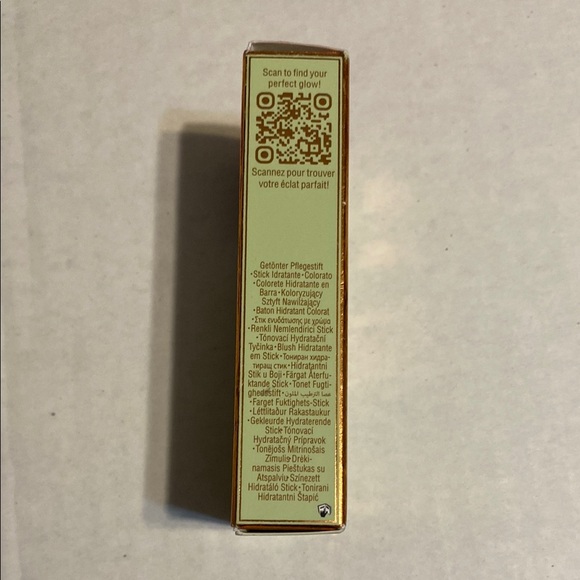 Scan to find your
perfect glow!
Scannez pour trouver
votre éclat parfait!
Getönter Pflegestift
•Stick Idratante•Colorato
•Colorete Hidratante en
Barra•Koloryzujący
Sztyft Nawilżający
•Baton Hidratant Colorat
•Στικ ενυδάτωσης με χρώμα
•Renkli Nemlendirici Stick
•Tónovací Hydratační
Tyčinka•Blush Hidratante
em Stick•Тониран хидра-
тиращ стик•Hidratantni
Stik u Boji•Färgat Återfu-
ktande Stick•Tonet Fugti-
ghedsstift•عصا الترطيب الملون
•Farget Fuktighets-Stick
•Léttlitaður Rakastaukur
•Gekleurde Hydraterende
Stick•Tónovací
Hydratačný Prípravok
•Tonējošs Mitrinošais
Zīmulis•Drėki-
namasis Pieštukas su
Atspalviu•Színezett
Hidratáló Stick•Tonirani
Hidratantni Štapić